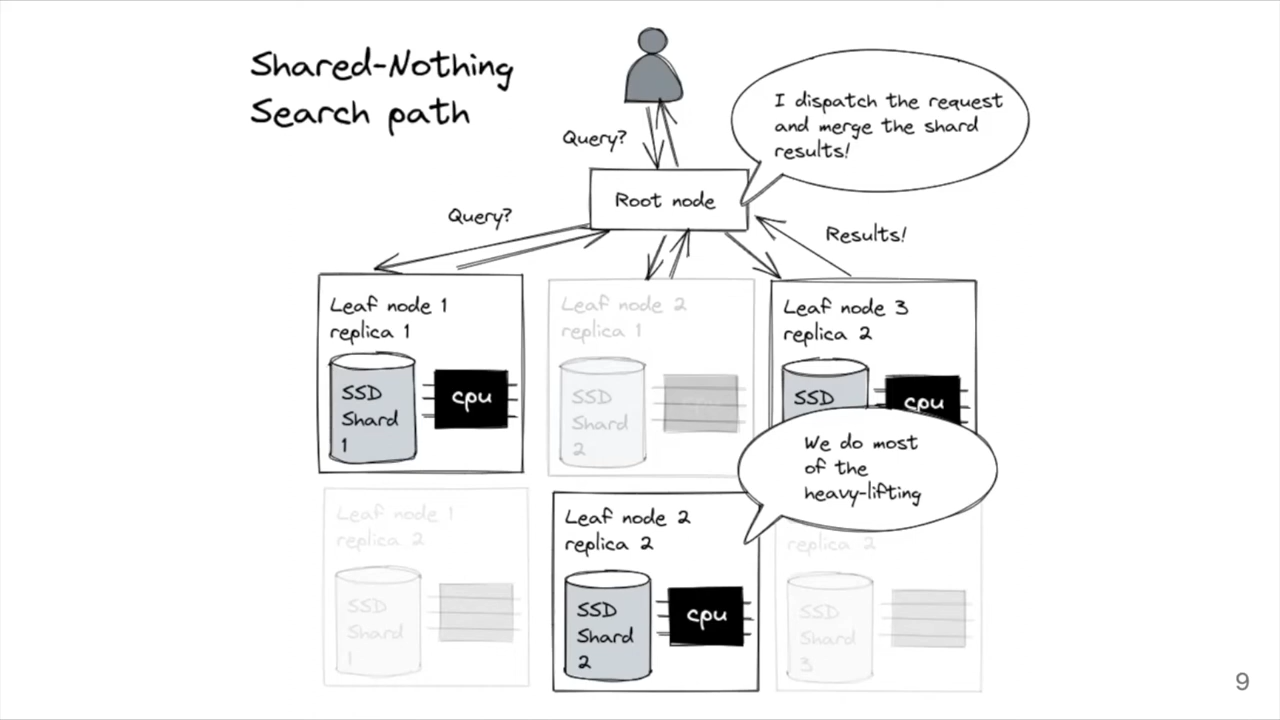 Shared-Nothing
Search path
I dispatch the request
and merge the shard
results!
Query?
Root node
Query?
Results!
Leaf node 1
replica 1
SSD
Shard
1
cpu
Leaf node 2
replica 1
SSD
Shard
2
cpu
Leaf node 3
replica 2
SSD
cpu
We do most
of the
heavy-lifting
Leaf node 1
replica 2
SSD
Shard
1
Leaf node 2
replica 2
SSD
Shard
2
cpu
replica 2
SSD
Shard
3
9